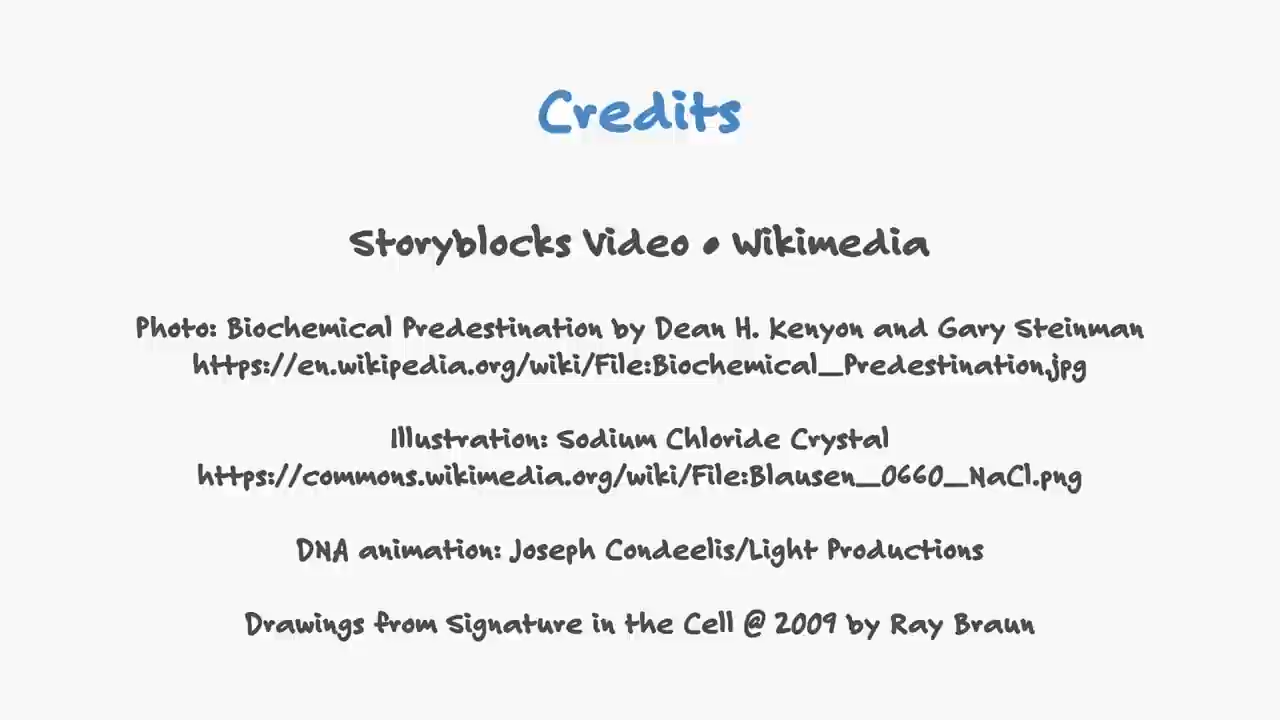 Credits
Storyblocks Video • Wikimedia
Photo: Biochemical Predestination by Dean H. Kenyon and Gary Steinman
https://en.wikipedia.org/wiki/File:Biochemical_Predestination.jpg
Illustration: Sodium Chloride Crystal
https://commons.wikimedia.org/wiki/File:Blausen_0660_NaCl.png
DNA animation: Joseph Condeelis/Light Productions
Drawings from Signature in the Cell @ 2009 by Ray Braun